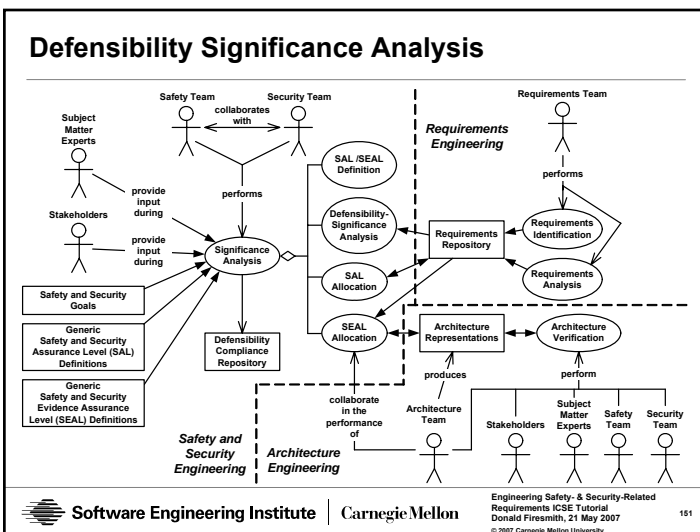 Defensibility Significance Analysis
Safety Team
Security Team
collaborates
with
Subject
Matter
Experts
provide
input
during
performs
Stakeholders
provide
input
during
Significance
Analysis
Safety and Security
Goals
Generic
Safety and Security
Assurance Level (SAL)
Definitions
Generic
Safety and Security
Evidence Assurance
Level (SEAL) Definitions
Defensibility
Compliance
Repository
SAL /SEAL
Definition
Defensibility-
Significance
Analysis
SAL
Allocation
SEAL
Allocation
Requirements
Engineering
Requirements Team
performs
Requirements
Repository
Requirements
Identification
Requirements
Analysis
Architecture
Representations
Architecture
Verification
produces
perform
collaborate
in the
performance
of
Architecture
Team
Stakeholders
Subject
Matter
Experts
Safety
Team
Security
Team
Safety and
Security
Engineering
Architecture
Engineering
Software Engineering Institute
Carnegie Mellon
Engineering Safety- & Security-Related
Requirements ICSE Tutorial
Donald Firesmith, 21 May 2007
© 2007 Carnegie Mellon University
151